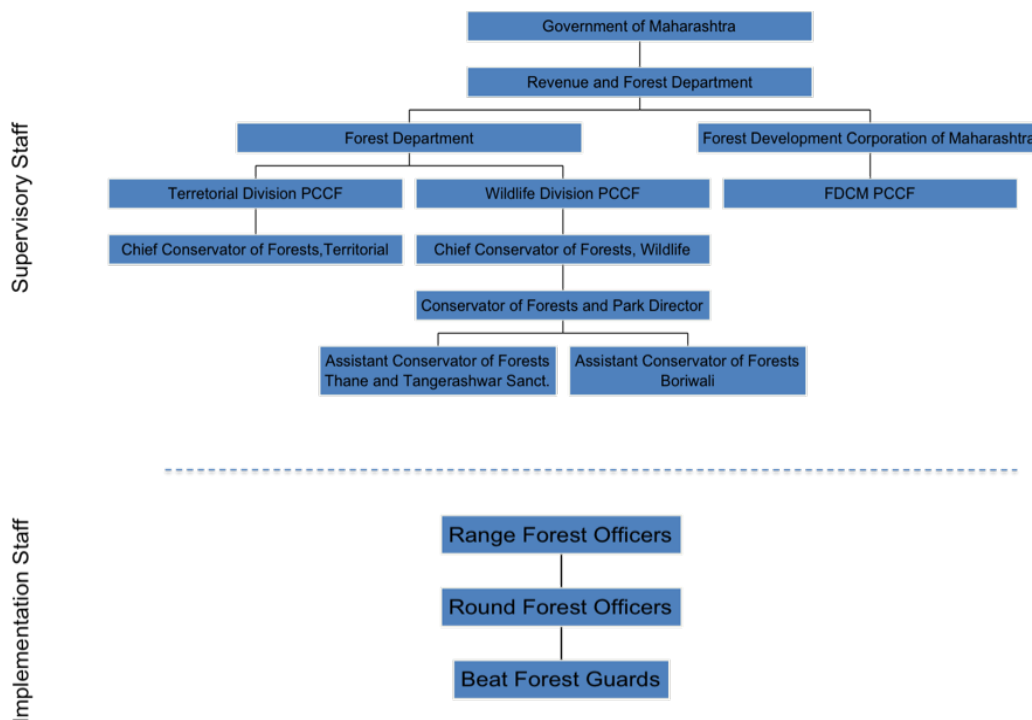 Supervisory Staff
Government of Maharashtra
Revenue and Forest Department
Forest Department
Forest Development Corporation of Maharashtra
Terretorial Division PCCF
Wildlife Division PCCF
FDCM PCCF
Chief Conservator of Forests,Territorial
Chief Conservator of Forests, Wildlife
Conservator of Forests and Park Director
Assistant Conservator of Forests
Thane and Tangerashwar Sanct.
Assistant Conservator of Forests
Boriwali
Implementation Staff
Range Forest Officers
Round Forest Officers
Beat Forest Guards